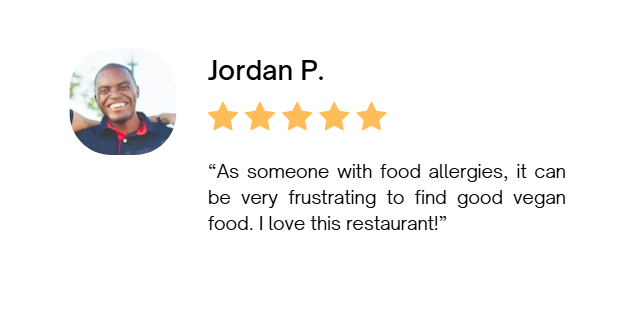 Jordan P.
“As someone with food allergies, it can
be very frustrating to find good vegan
food. I love this restaurant!”